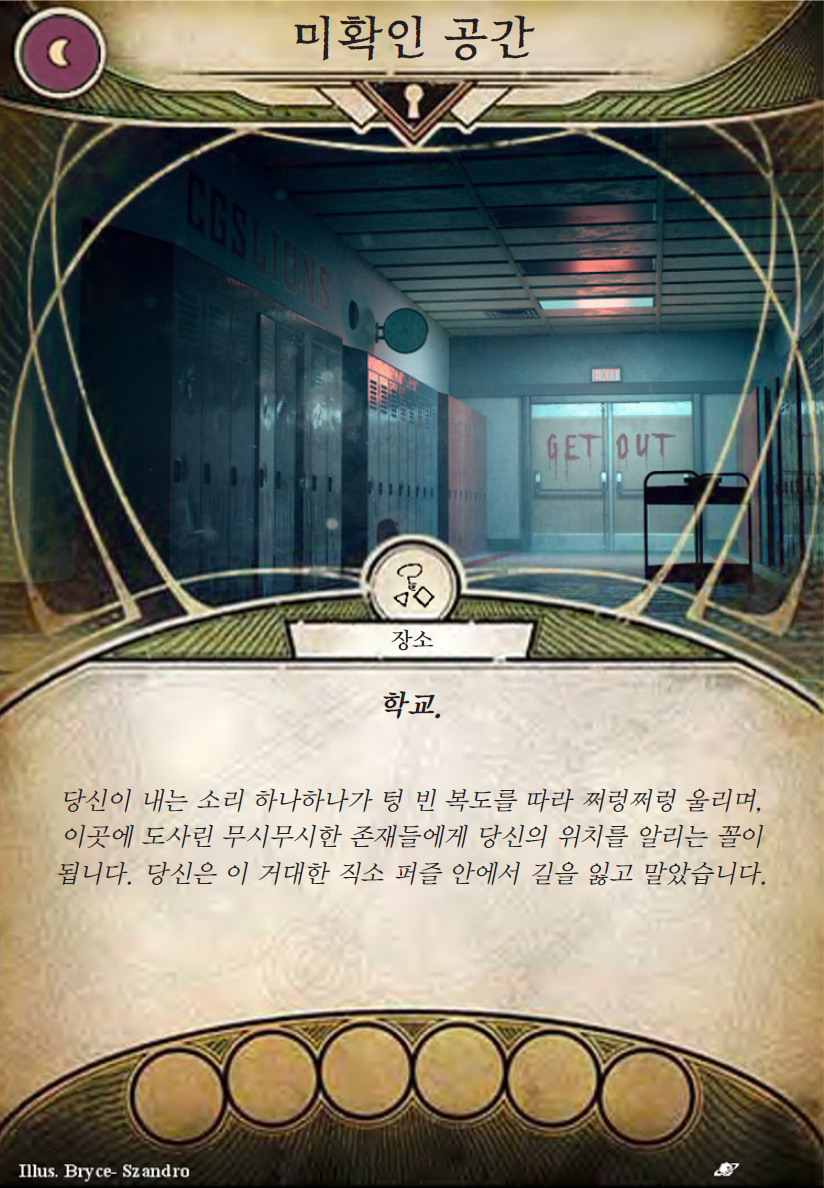 미확인 공간
CGS LIONS
EXIT
GET OUT
장소
학교.
당신이 내는 소리 하나하나가 텅 빈 복도를 따라 쩌렁쩌렁 울리며,
이곳에 도사린 무시무시한 존재들에게 당신의 위치를 알리는 꼴이
됩니다. 당신은 이 거대한 직소 퍼즐 안에서 길을 잃고 말았습니다.
Illus. Bryce- Szandro